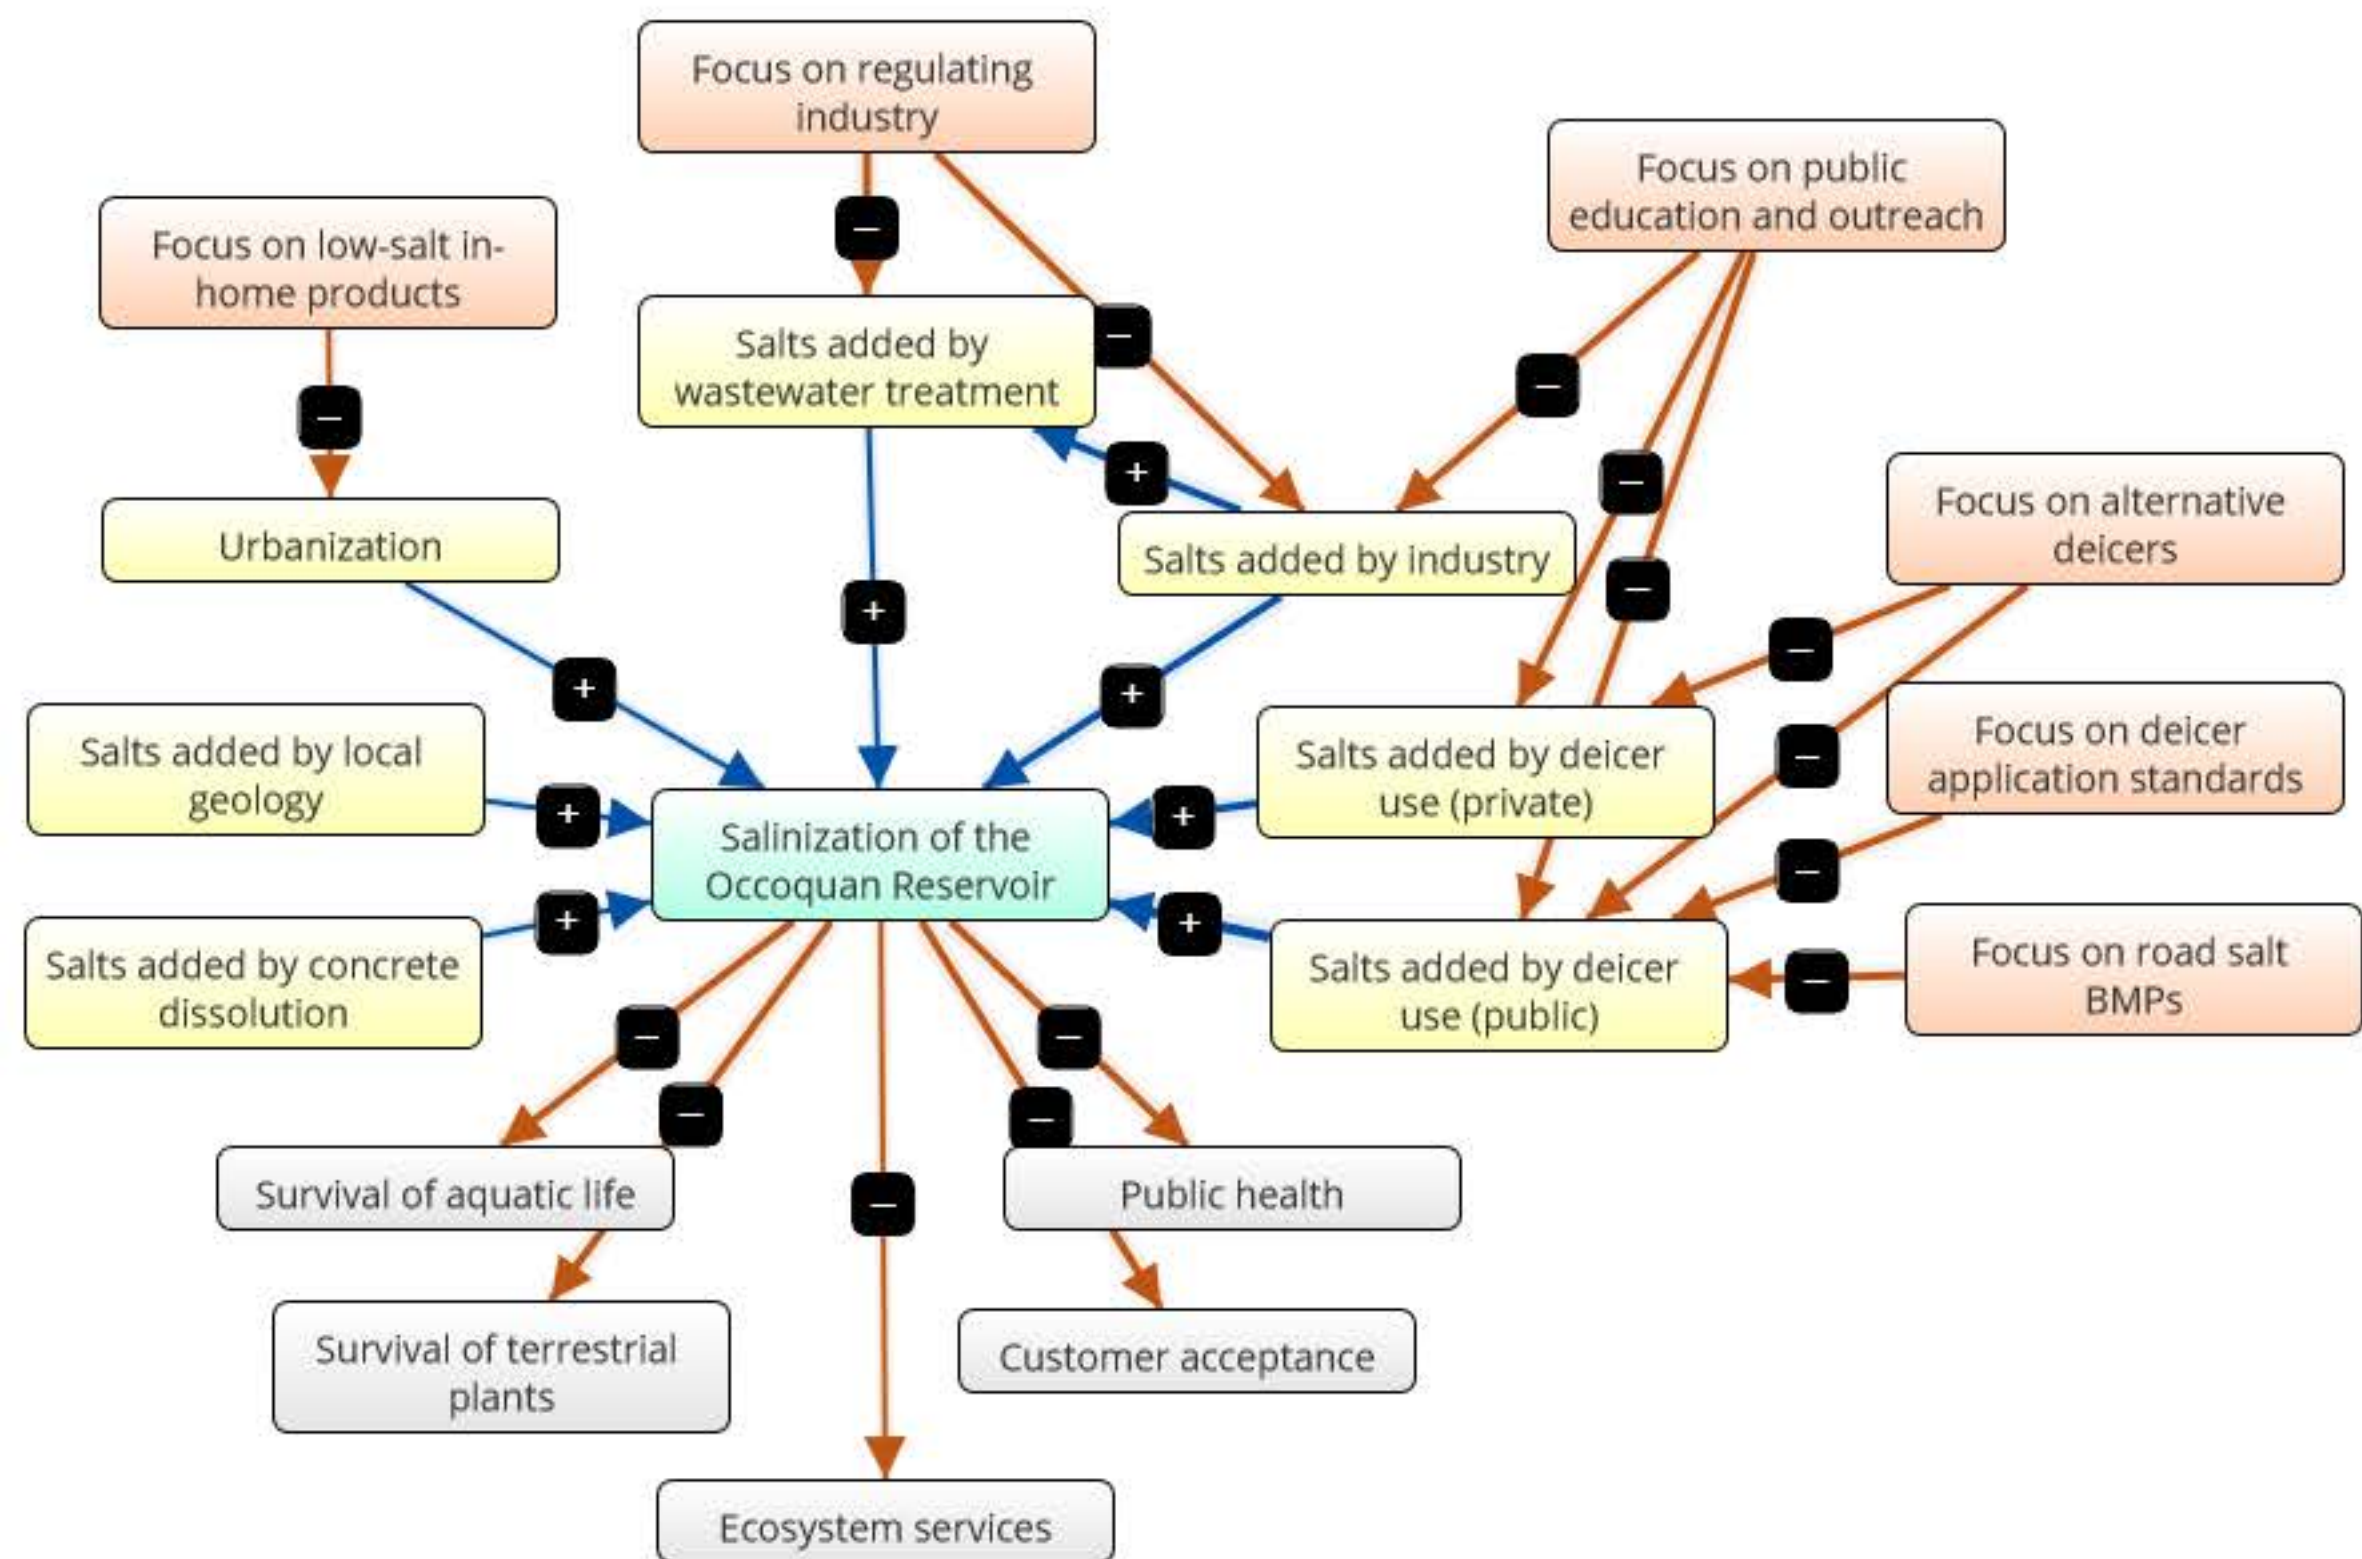 Focus on regulating
industry
Focus on public
education and outreach
Focus on low-salt in-
home products
−
Salts added by
wastewater treatment
−
−
−
+
−
Focus on alternative
deicers
Urbanization
Salts added by industry
−
+
−
+
+
−
Salts added by local
geology
Salts added by deicer
use (private)
−
Focus on deicer
application standards
+
Salinization of the
Occoquan Reservoir
+
−
+
+
Salts added by concrete
dissolution
Salts added by deicer
use (public)
−
Focus on road salt
BMPs
−
−
−
−
Survival of aquatic life
−
Public health
Survival of terrestrial
plants
Customer acceptance
Ecosystem services